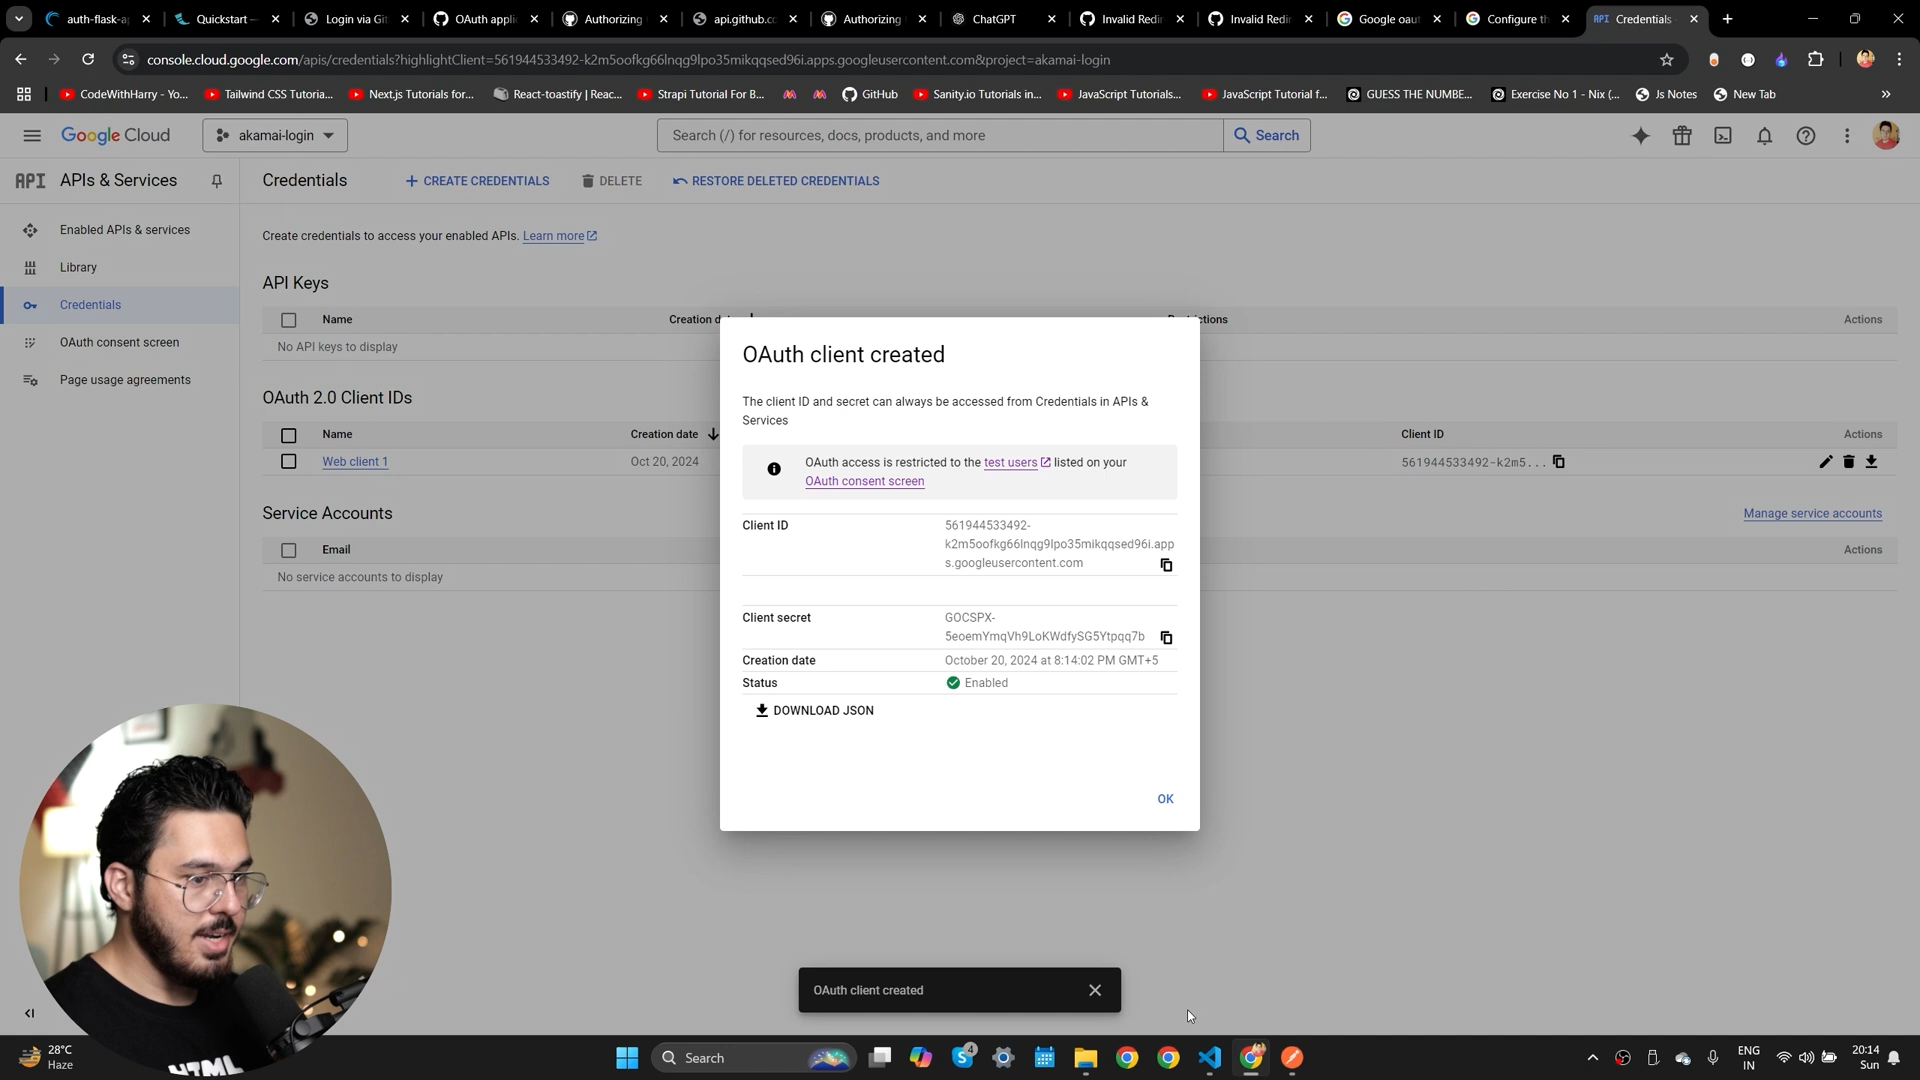 auth-flask-a
Quickstart —
Login via Git
OAuth applic
Authorizing
api.github.co
Authorizing
ChatGPT
Invalid Redir
Invalid Redir
Google oaut
Configure th
API Credentials
console.cloud.google.com/apis/credentials?highlightClient=561944533492-k2m5oofkg66lnqg9lpo35mikqqsed96i.apps.googleusercontent.com&project=akamai-login
CodeWithHarry - Yo...
Tailwind CSS Tutoria...
Next.js Tutorials for...
React-toastify | Reac...
Strapi Tutorial For B...
GitHub
Sanity.io Tutorials in...
JavaScript Tutorials...
JavaScript Tutorial f...
GUESS THE NUMBE...
Exercise No 1 - Nix (...
Js Notes
New Tab
Google Cloud
akamai-login
Search (/) for resources, docs, products, and more
Search
API APIs & Services
Credentials
CREATE CREDENTIALS
DELETE
RESTORE DELETED CREDENTIALS
Enabled APIs & services
Library
Credentials
OAuth consent screen
Page usage agreements
Create credentials to access your enabled APIs. Learn more
API Keys
Name
Creation d
ctions
Actions
No API keys to display
OAuth 2.0 Client IDs
Name
Creation date
Client ID
Actions
Web client 1
Oct 20, 2024
561944533492-k2m5...
Service Accounts
Manage service accounts
Email
Actions
No service accounts to display
OAuth client created
The client ID and secret can always be accessed from Credentials in APIs &
Services
OAuth access is restricted to the test users listed on your
OAuth consent screen
Client ID
561944533492-
k2m5oofkg66lnqg9lpo35mikqqsed96i.app
s.googleusercontent.com
Client secret
GOCSPX-
5eoemYmqVh9LoKWdfySG5Ytpqq7b
Creation date
October 20, 2024 at 8:14:02 PM GMT+5
Status
Enabled
DOWNLOAD JSON
OK
OAuth client created
HTML
28°C
Haze
Search
4
ENG
IN
20:14
Sun